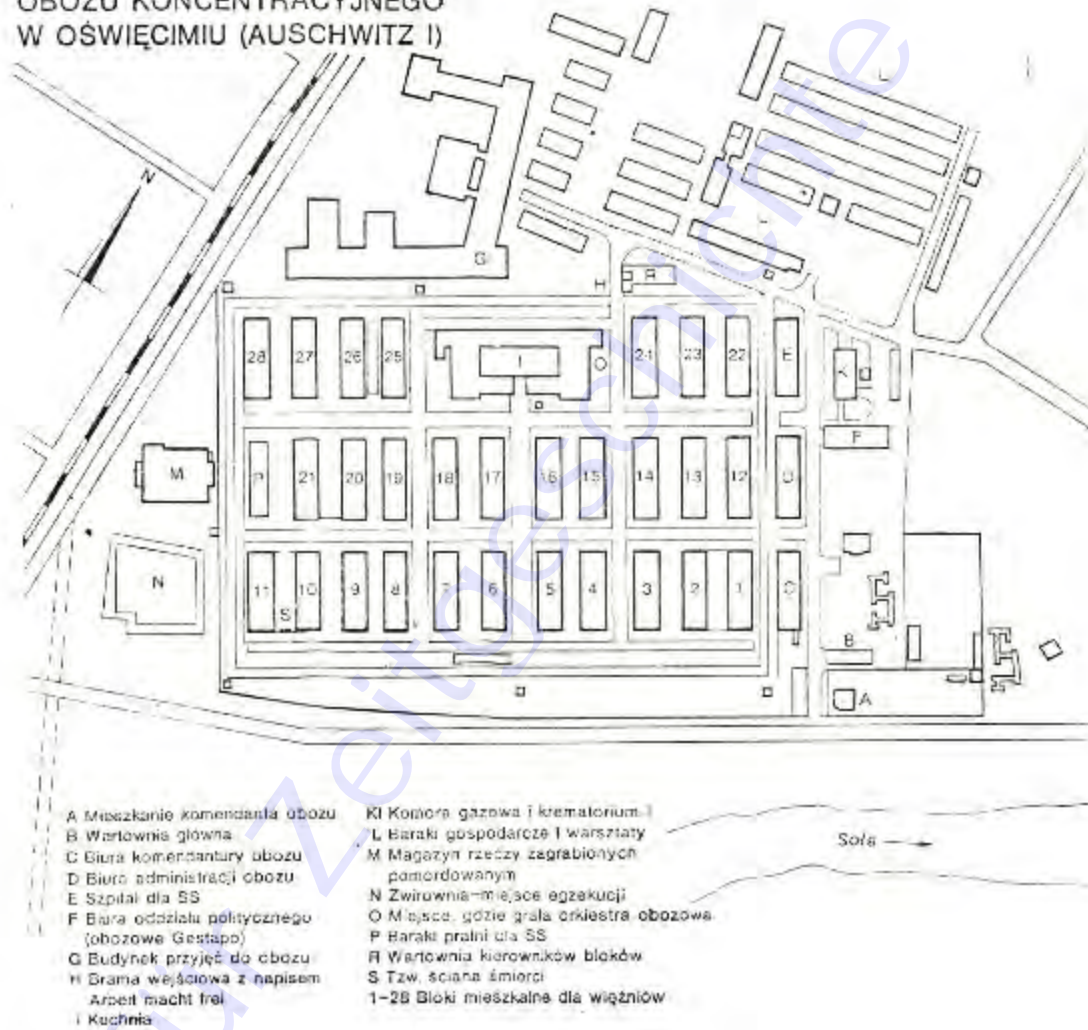 OBOZU KONCENTRACYJNEGO
W OŚWIĘCIMIU (AUSCHWITZ I)
N
L
L
G
H
R
28
27
26
25
I
O
24
23
22
E
K
F
M
P
21
20
19
18
17
16
15
14
13
12
D
N
11
S
10
9
8
7
6
5
4
3
2
1
C
B
A
Soła
A Mieszkanie komendanta obozu
B Wartownia główna
C Biura komendantury obozu
D Biura administracji obozu
E Szpital dla SS
F Biura oddziału politycznego
(obozowe Gestapo)
G Budynek przyjęć do obozu
H Brama wejściowa z napisem
Arbeit macht frei
I Kuchnia
KI Komora gazowa i krematorium I
L Baraki gospodarcze i warsztaty
M Magazyn rzeczy zagrabionych
pomordowanym
N Żwirownia–miejsce egzekucji
O Miejsce, gdzie grała orkiestra obozowa
P Baraki pralni dla SS
R Wartownia kierowników bloków
S Tzw. ściana śmierci
1–28 Bloki mieszkalne dla więźniów
für Zeitgeschichte